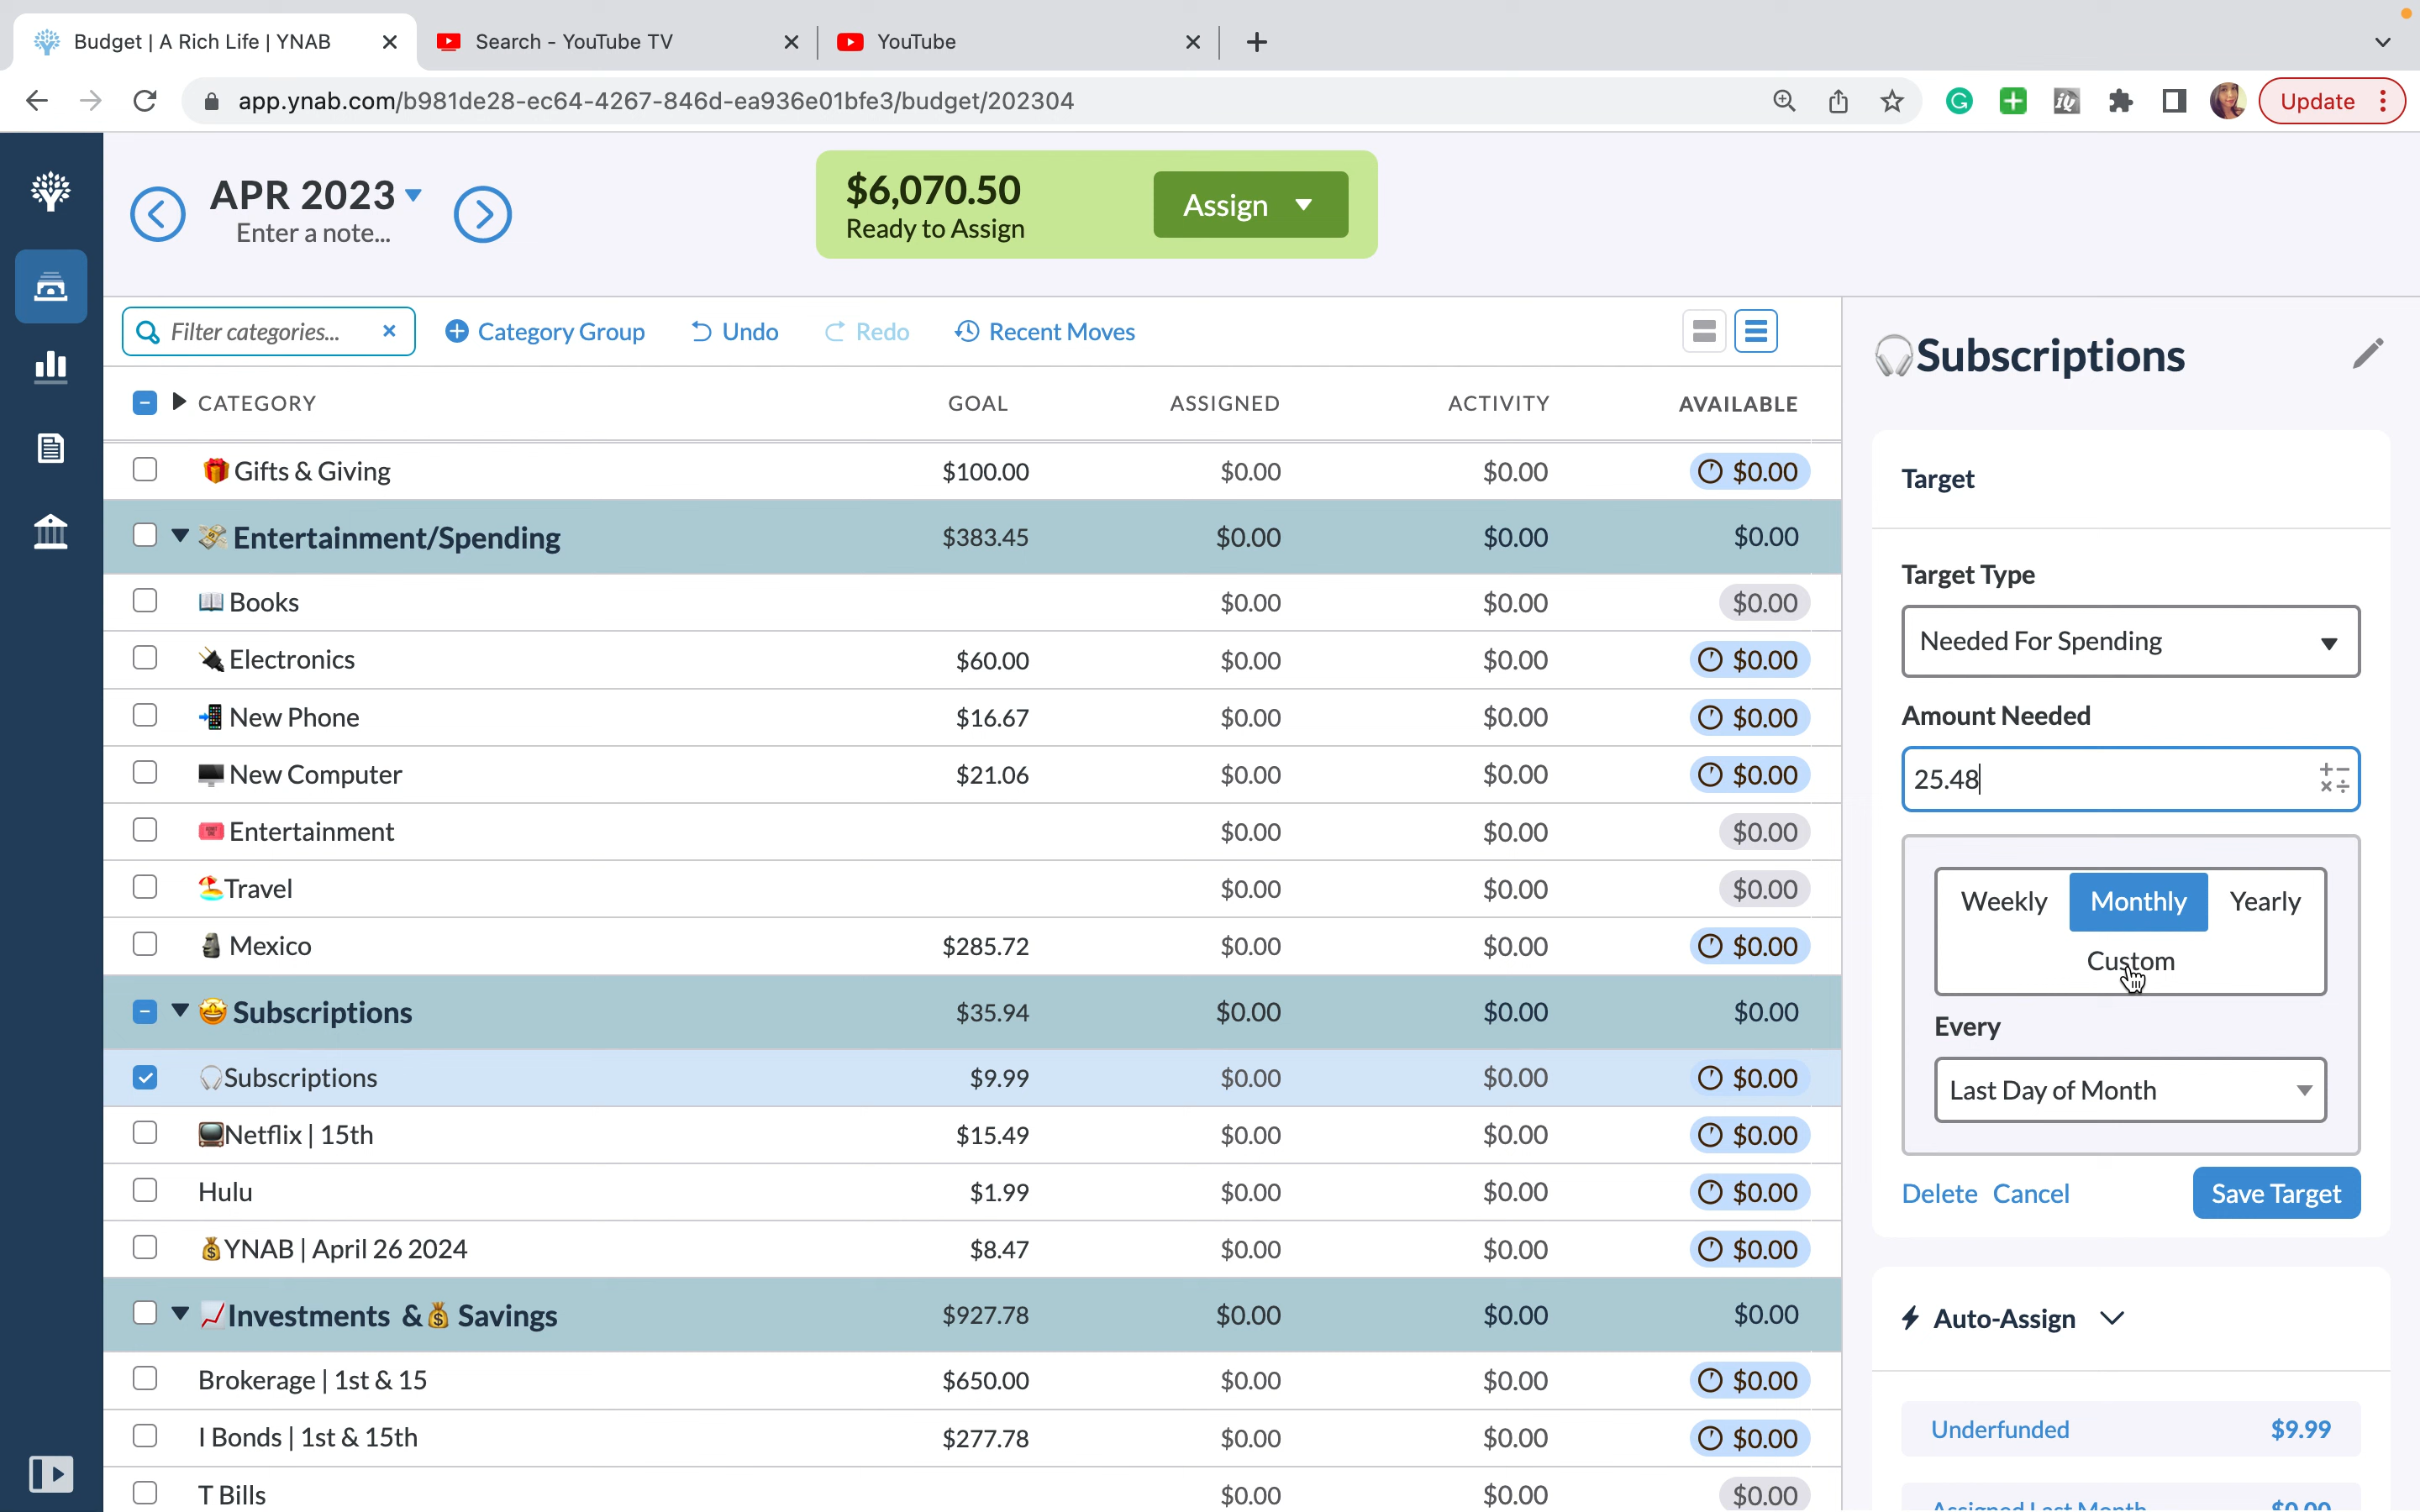 Budget | A Rich Life | YNAB
Search - YouTube TV
YouTube
app.ynab.com/b981de28-ec64-4267-846d-ea936e01bfe3/budget/202304
Update
APR 2023
Enter a note...
$6,070.50
Ready to Assign
Assign
Filter categories...
Category Group
Undo
Redo
Recent Moves
CATEGORY GOAL ASSIGNED ACTIVITY AVAILABLE
Gifts & Giving $100.00 $0.00 $0.00 $0.00
Entertainment/Spending $383.45 $0.00 $0.00 $0.00
Books $0.00 $0.00 $0.00
Electronics $60.00 $0.00 $0.00 $0.00
New Phone $16.67 $0.00 $0.00 $0.00
New Computer $21.06 $0.00 $0.00 $0.00
Entertainment $0.00 $0.00 $0.00
Travel $0.00 $0.00 $0.00
Mexico $285.72 $0.00 $0.00 $0.00
Subscriptions $35.94 $0.00 $0.00 $0.00
Subscriptions $9.99 $0.00 $0.00 $0.00
Netflix | 15th $15.49 $0.00 $0.00 $0.00
Hulu $1.99 $0.00 $0.00 $0.00
YNAB | April 26 2024 $8.47 $0.00 $0.00 $0.00
Investments & Savings $927.78 $0.00 $0.00 $0.00
Brokerage | 1st & 15 $650.00 $0.00 $0.00 $0.00
I Bonds | 1st & 15th $277.78 $0.00 $0.00 $0.00
T Bills $0.00 $0.00 $0.00
Subscriptions
Target
Target Type
Needed For Spending
Amount Needed
25.48
Weekly Monthly Yearly
Custom
Every
Last Day of Month
Delete Cancel Save Target
Auto-Assign
Underfunded $9.99
Assigned Last Month $0.00